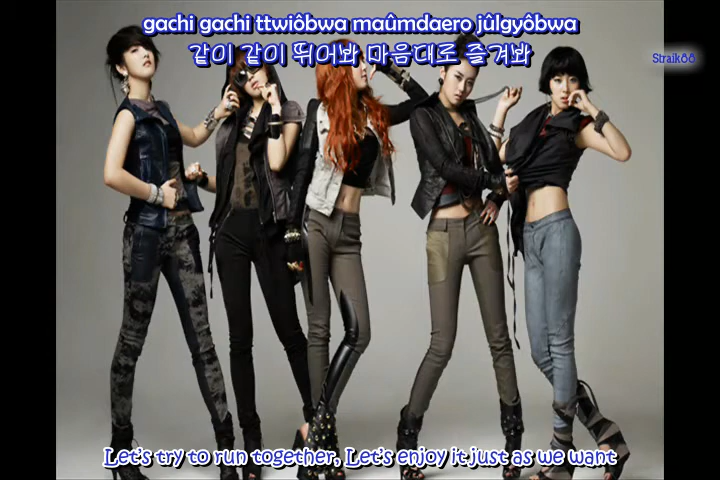 gachi gachi ttwiôbwa maûmdaero jûlgyôbwa
같이 같이 뛰어봐 마음대로 즐겨봐
Straik88
Let's try to run together, Let's enjoy it just as we want